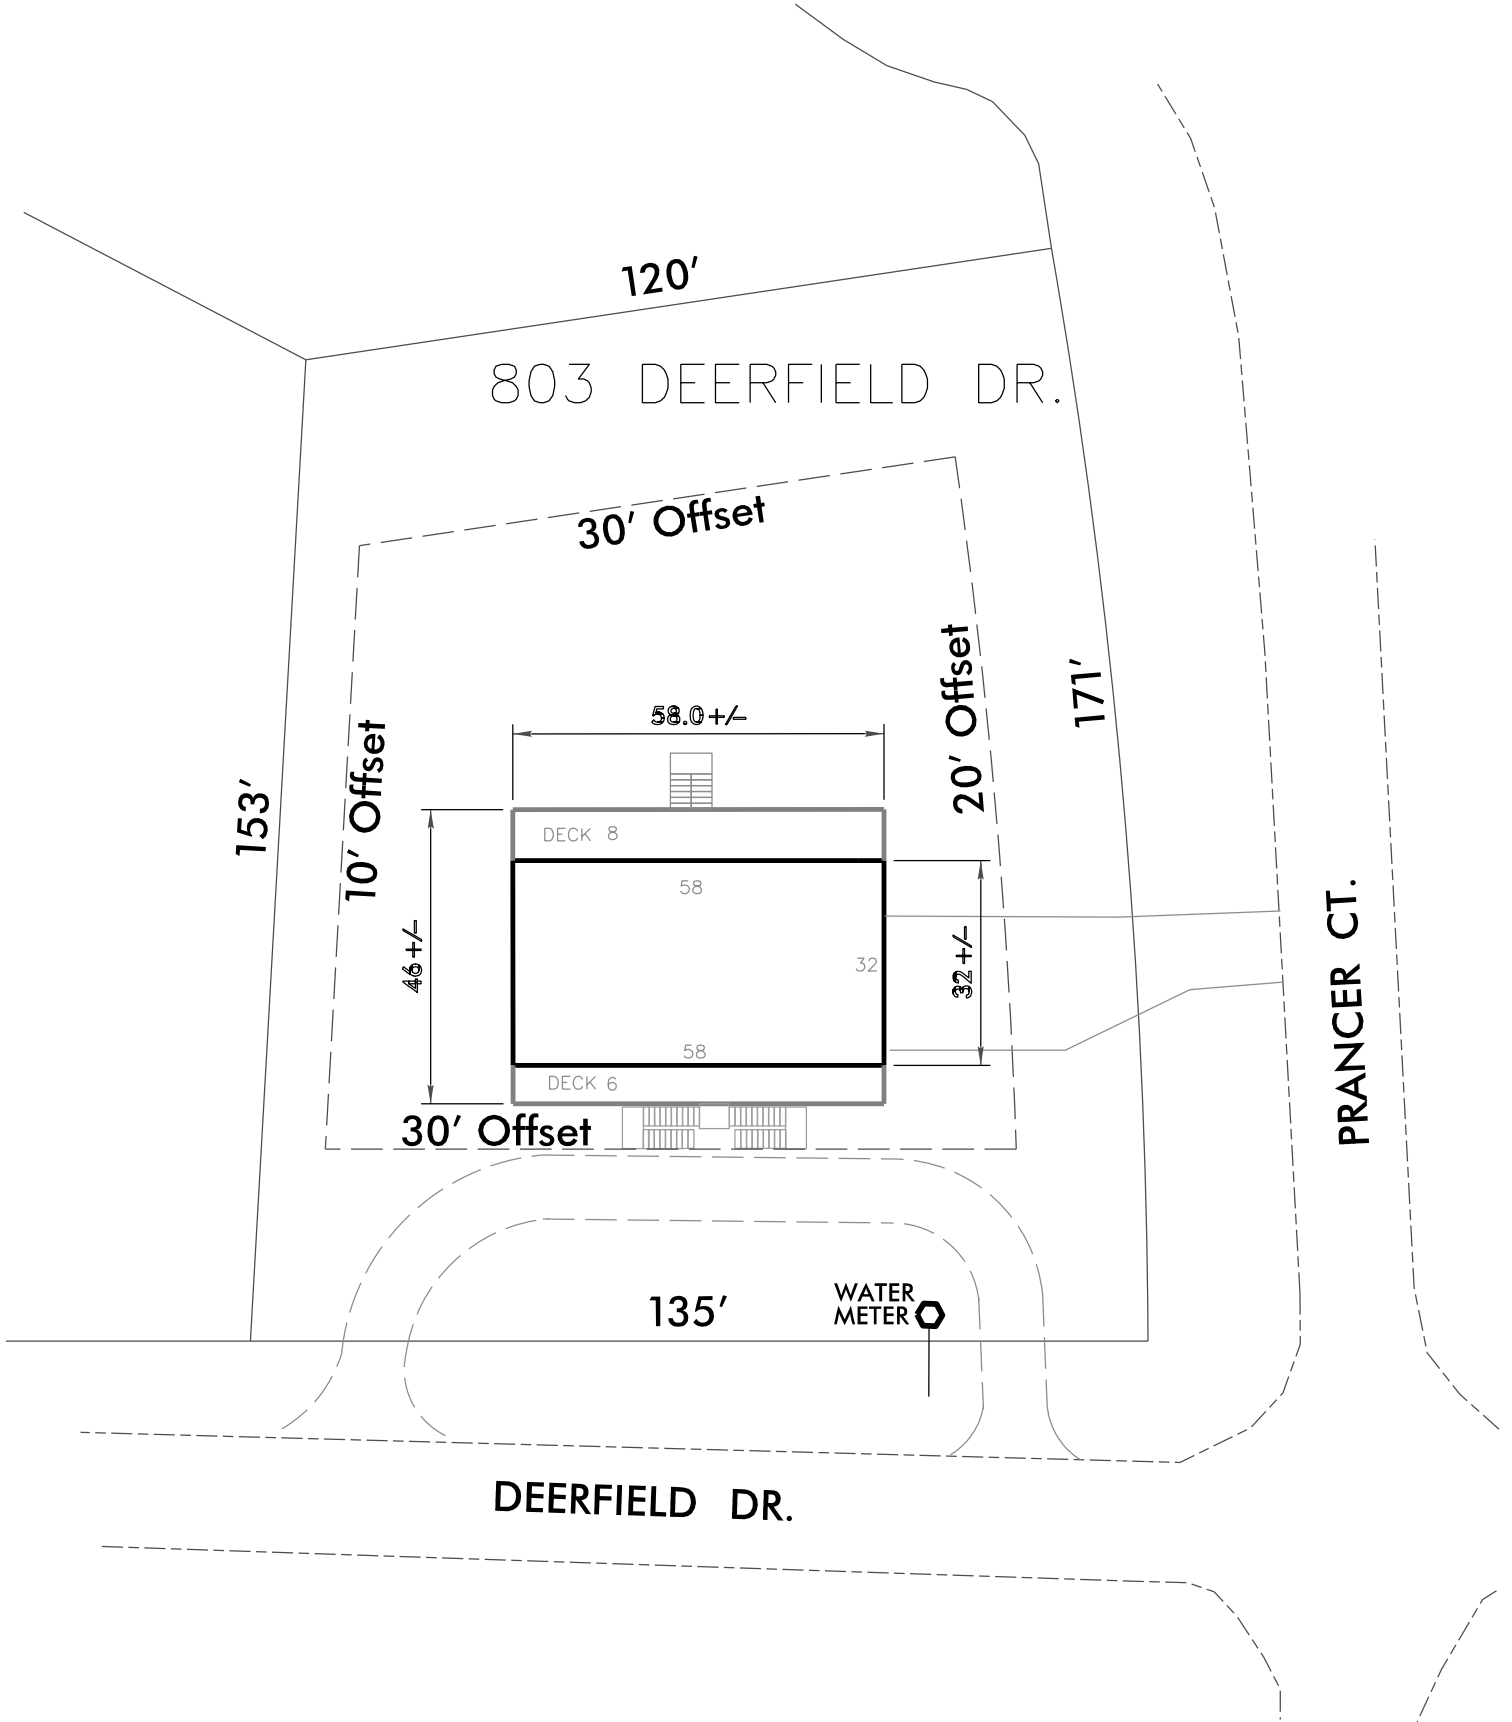 120'
803 DEERFIELD DR.
30' Offset
20' Offset
171'
58.0+/-
10' Offset
153'
DECK 8
58
46+/-
32
32+/-
PRANCER CT.
58
DECK 6
30' Offset
135'
WATER
METER
DEERFIELD DR.